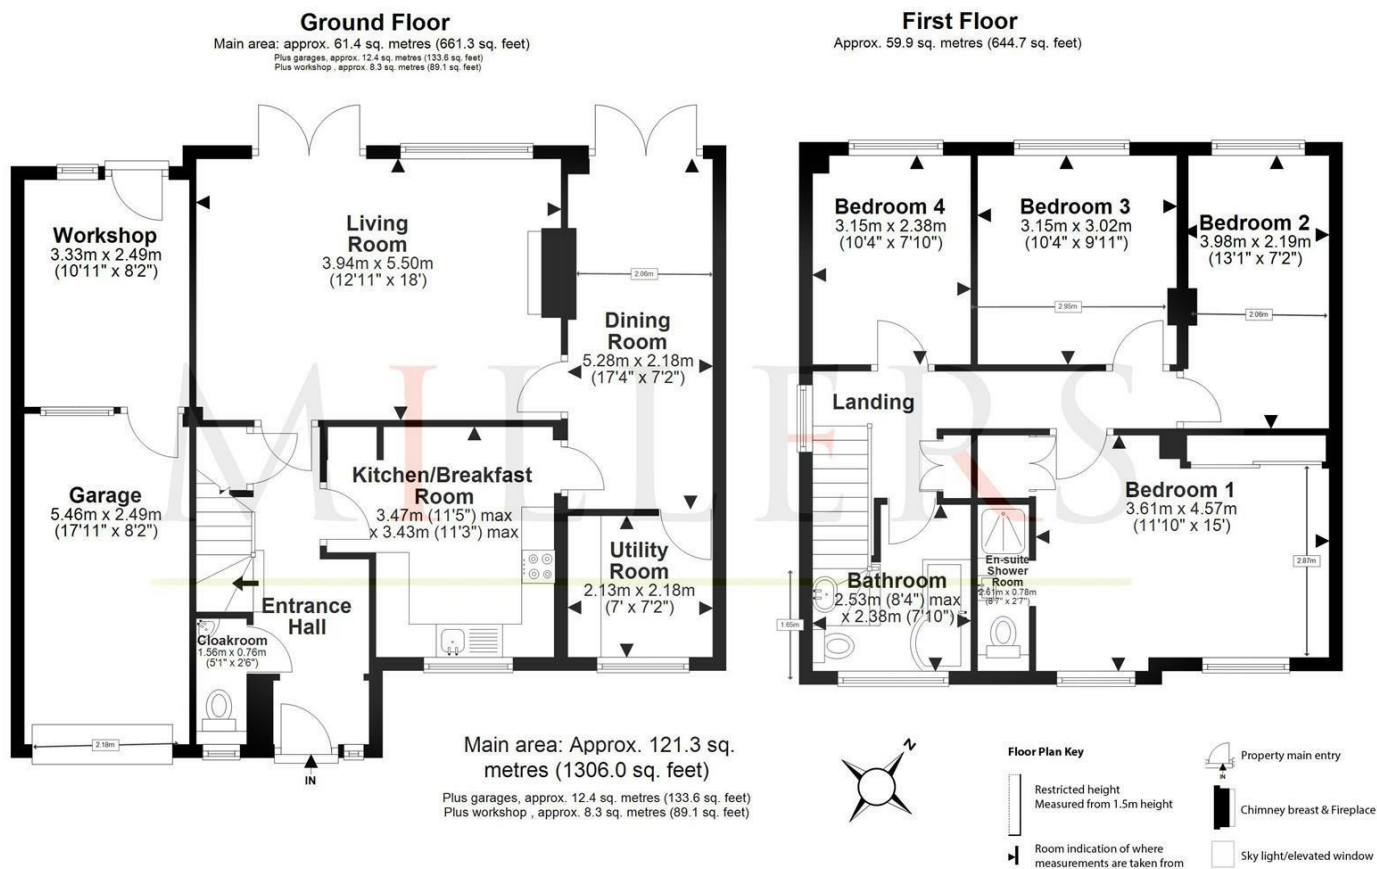 Ground Floor
Main area: approx. 61.4 sq. metres (661.3 sq. feet)
Plus garages, approx. 12.4 sq. metres (133.6 sq. feet)
Plus workshop , approx. 8.3 sq. metres (89.1 sq. feet)
First Floor
Approx. 59.9 sq. metres (644.7 sq. feet)
Workshop
3.33m x 2.49m
(10'11" x 8'2")
Living
Room
3.94m x 5.50m
(12'11" x 18')
2.06m
Dining
Room
5.28m x 2.18m
(17'4" x 7'2")
Garage
5.46m x 2.49m
(17'11" x 8'2")
Kitchen/Breakfast
Room
3.47m (11'5") max
x 3.43m (11'3") max
Utility
Room
2.13m x 2.18m
(7' x 7'2")
Entrance
Hall
Cloakroom
1.56m x 0.76m
(5'1" x 2'6")
2.18m
IN
Bedroom 4
3.15m x 2.38m
(10'4" x 7'10")
Bedroom 3
3.15m x 3.02m
(10'4" x 9'11")
2.95m
Bedroom 2
3.98m x 2.19m
(13'1" x 7'2")
2.06m
Landing
Bedroom 1
3.61m x 4.57m
(11'10" x 15')
2.87m
En-suite
Shower
Room
2.61m x 0.78m
(8'7" x 2'7")
Bathroom
2.53m (8'4") max
x 2.38m (7'10")
1.65m
MILLERS
Main area: Approx. 121.3 sq.
metres (1306.0 sq. feet)
Plus garages, approx. 12.4 sq. metres (133.6 sq. feet)
Plus workshop , approx. 8.3 sq. metres (89.1 sq. feet)
N
Floor Plan Key
Restricted height
Measured from 1.5m height
Room indication of where
measurements are taken from
Property main entry
IN
Chimney breast & Fireplace
Sky light/elevated window